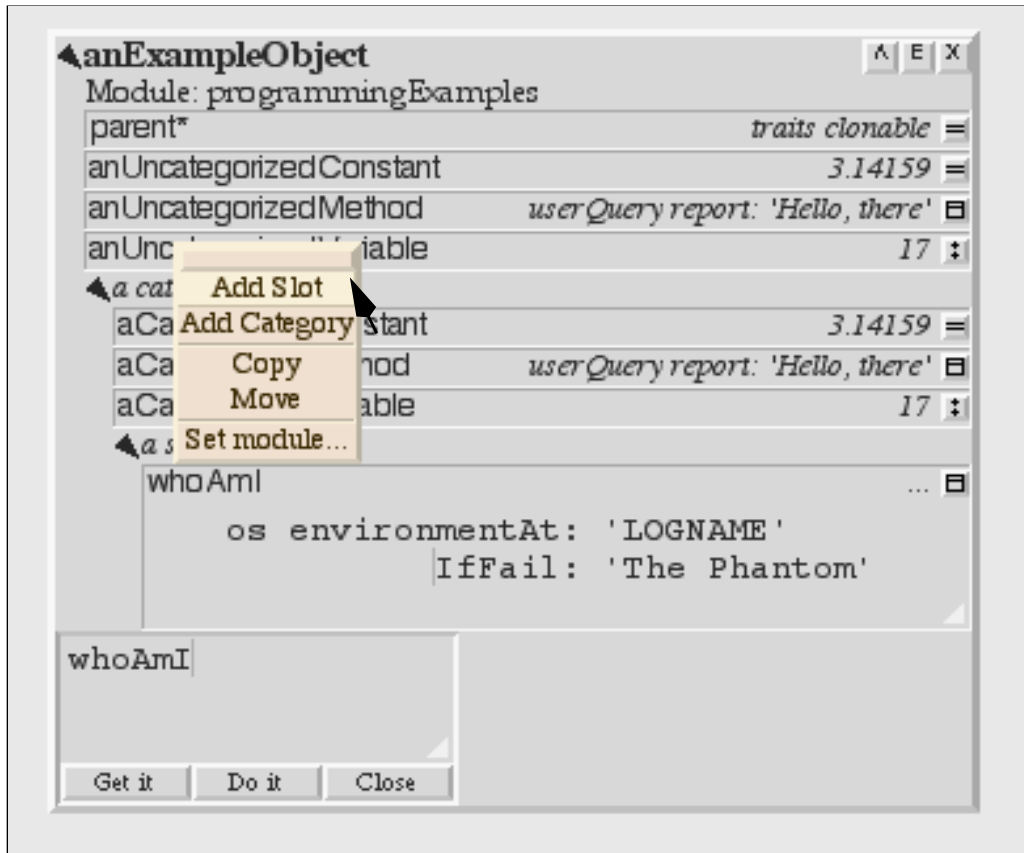 anExampleObject Λ E X
Module: programmingExamples
parent* traits clonable =
anUncategorizedConstant 3.14159 =
anUncategorizedMethod userQuery report: 'Hello, there'
anUnc iable 17
a cat
aCa stant 3.14159 =
aCa hod userQuery report: 'Hello, there'
aCa able 17
a s
Add Slot
Add Category
Copy
Move
Set module...
whoAmI ...
os environmentAt: 'LOGNAME'
IfFail: 'The Phantom'
whoAmI
Get it Do it Close